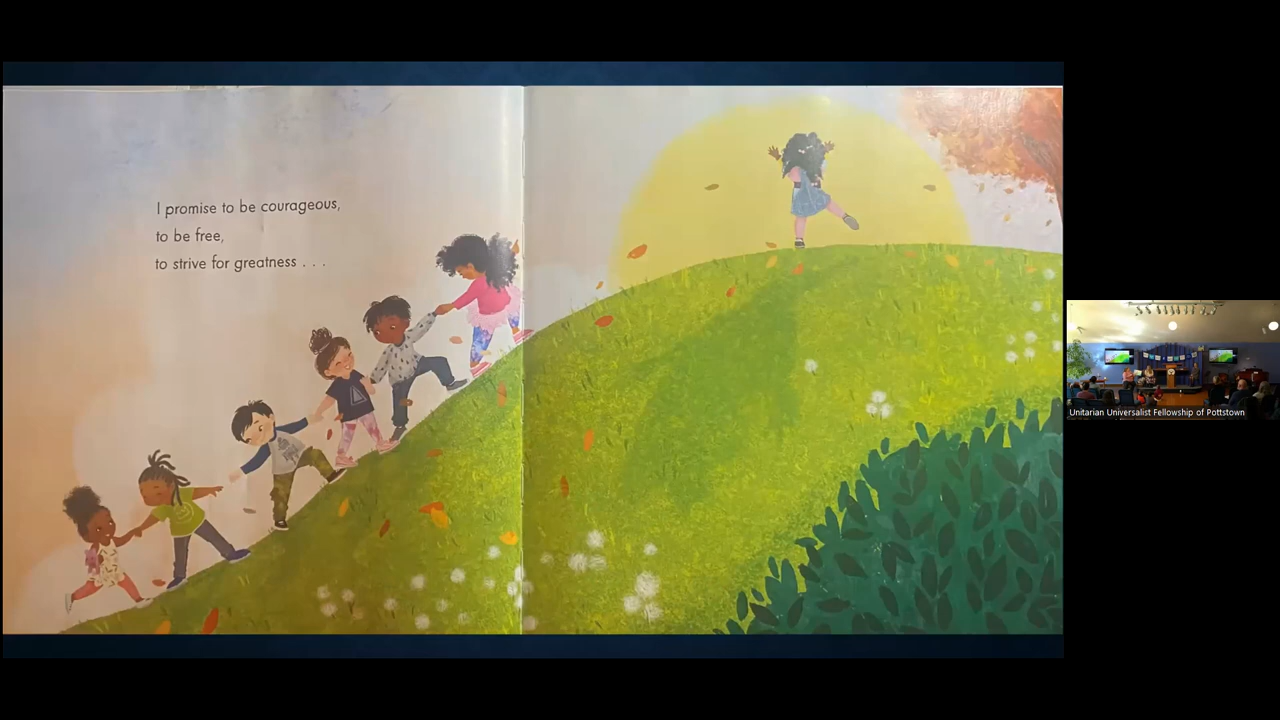 I promise to be courageous,
to be free,
to strive for greatness . . .
Unitarian Universalist Fellowship of Pottstown